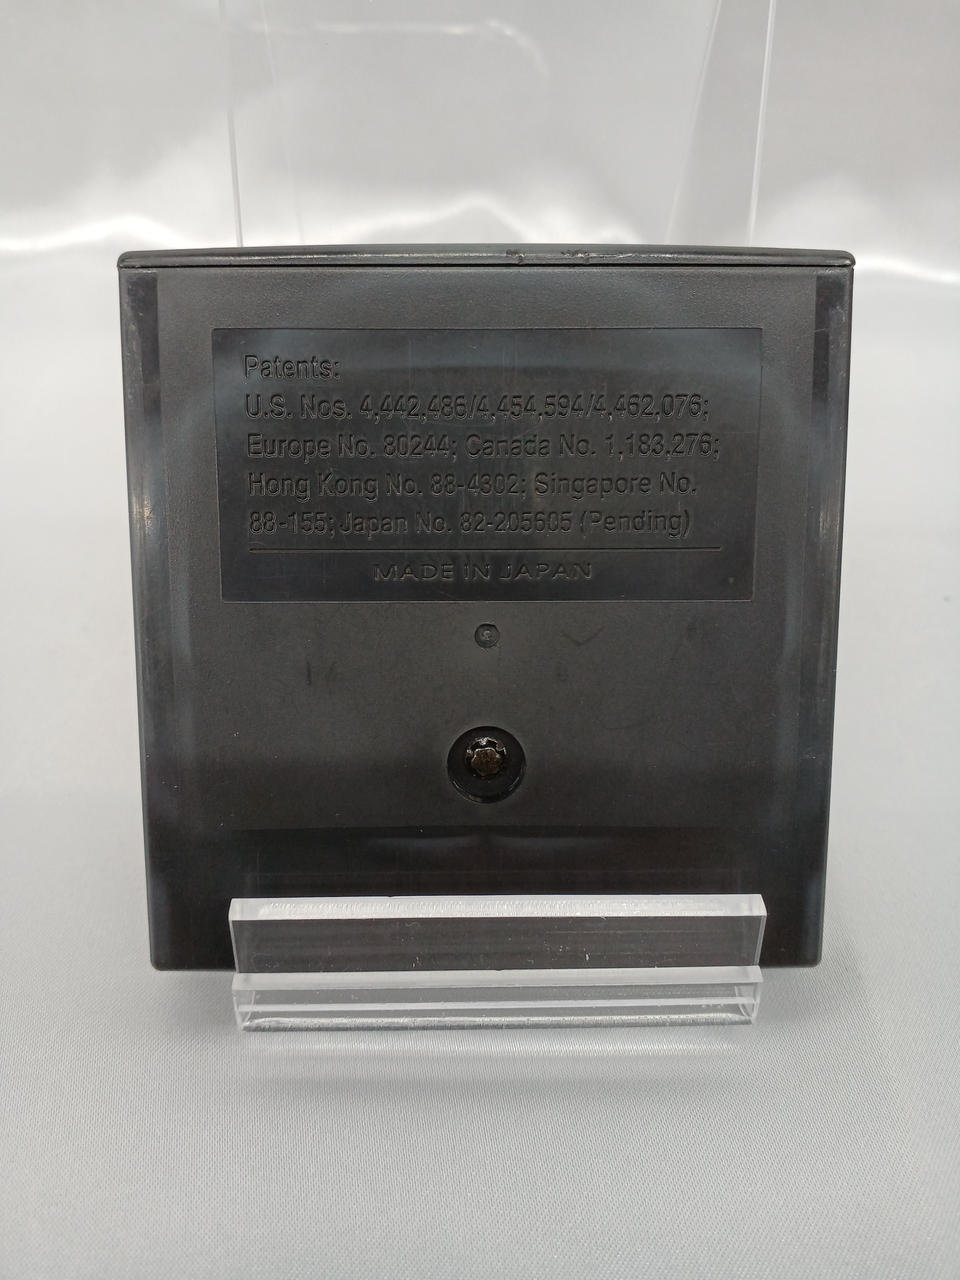 Patents:
U.S. Nos. 4,442,486/4,454,594/4,462,076;
Europe No. 80244; Canada No. 1,183,276;
Hong Kong No. 88-4302; Singapore No.
88-155; Japan No. 82-205605 (Pending)
MADE IN JAPAN